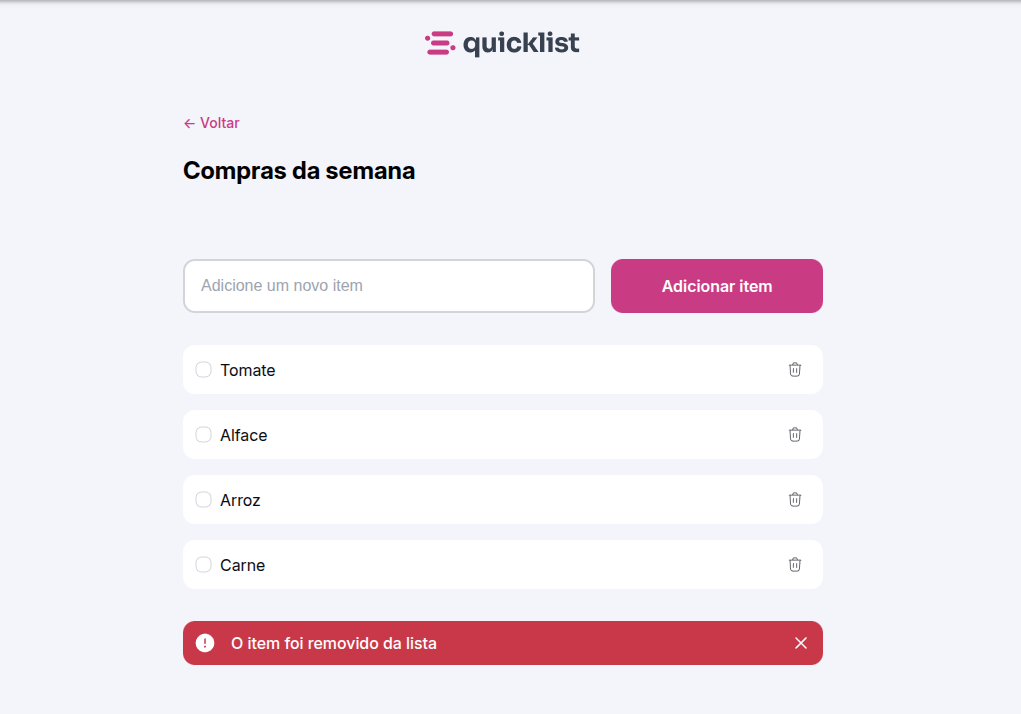 quicklist
← Voltar
Compras da semana
Adicione um novo item
Adicionar item
Tomate
Alface
Arroz
Carne
O item foi removido da lista